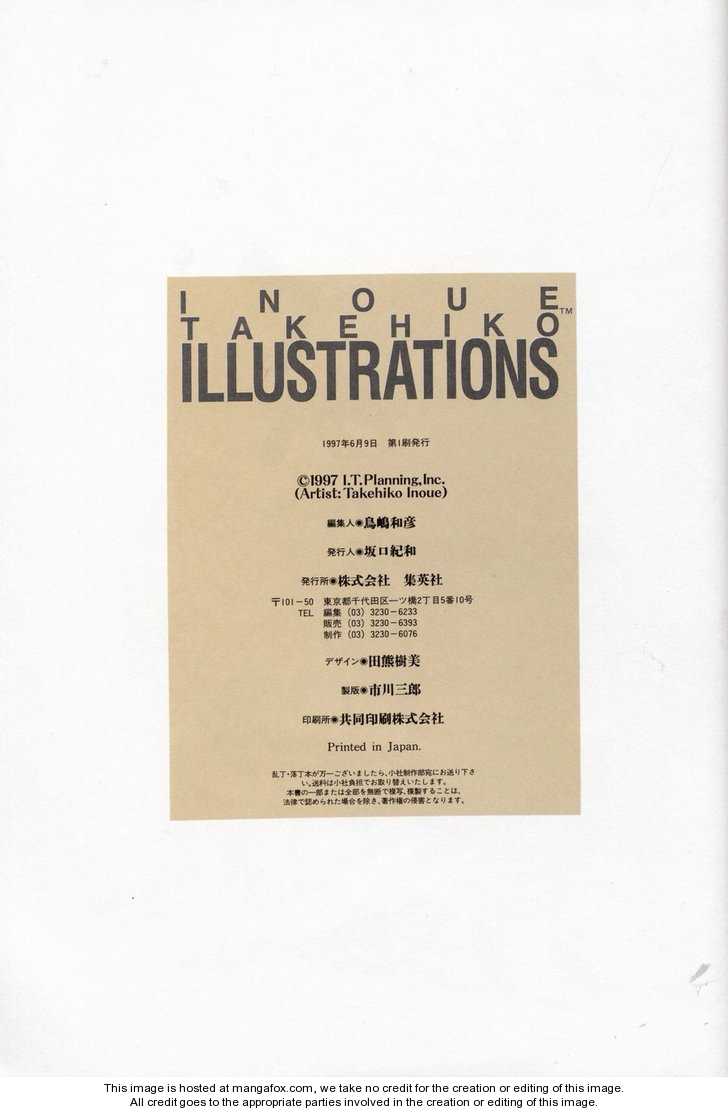 INOUE
TAKEHIKO™
ILLUSTRATIONS
1997年6月9日　第1刷発行
©1997 I.T.Planning,Inc.
(Artist: Takehiko Inoue)
編集人◉鳥嶋和彦
発行人◉坂口紀和
発行所◉株式会社　集英社
〒101－50　東京都千代田区一ツ橋2丁目5番10号
TEL　編集（03）3230－6233
販売（03）3230－6393
制作（03）3230－6076
デザイン◉田熊樹美
製版◉市川三郎
印刷所◉共同印刷株式会社
Printed in Japan.
乱丁・落丁本が万一ございましたら、小社制作部宛にお送り下さ
い。送料は小社負担でお取り替えいたします。
本書の一部または全部を無断で複写、複製することは、
法律で認められた場合を除き、著作権の侵害となります。
This image is hosted at mangafox.com, we take no credit for the creation or editing of this image.
All credit goes to the appropriate parties involved in the creation or editing of this image.